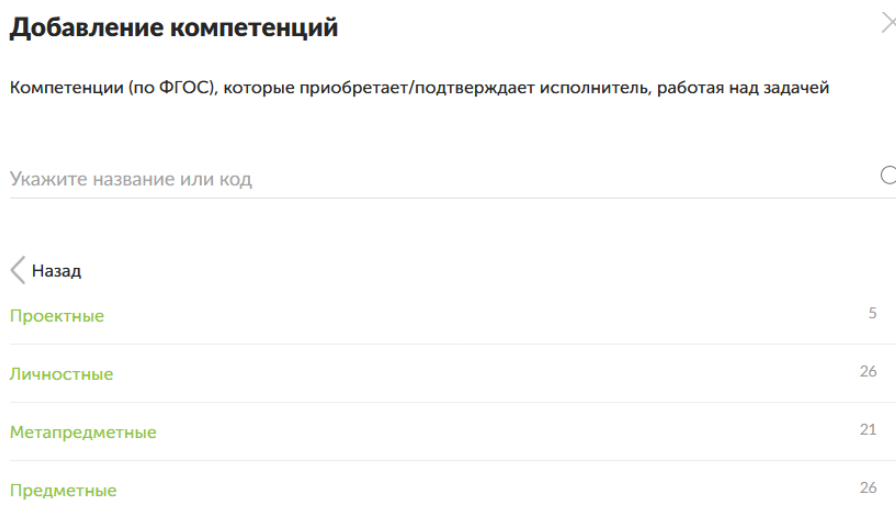 Добавление компетенций
Компетенции (по ФГОС), которые приобретает/подтверждает исполнитель, работая над задачей
Укажите название или код
Назад
Проектные 5
Личностные 26
Метапредметные 21
Предметные 26